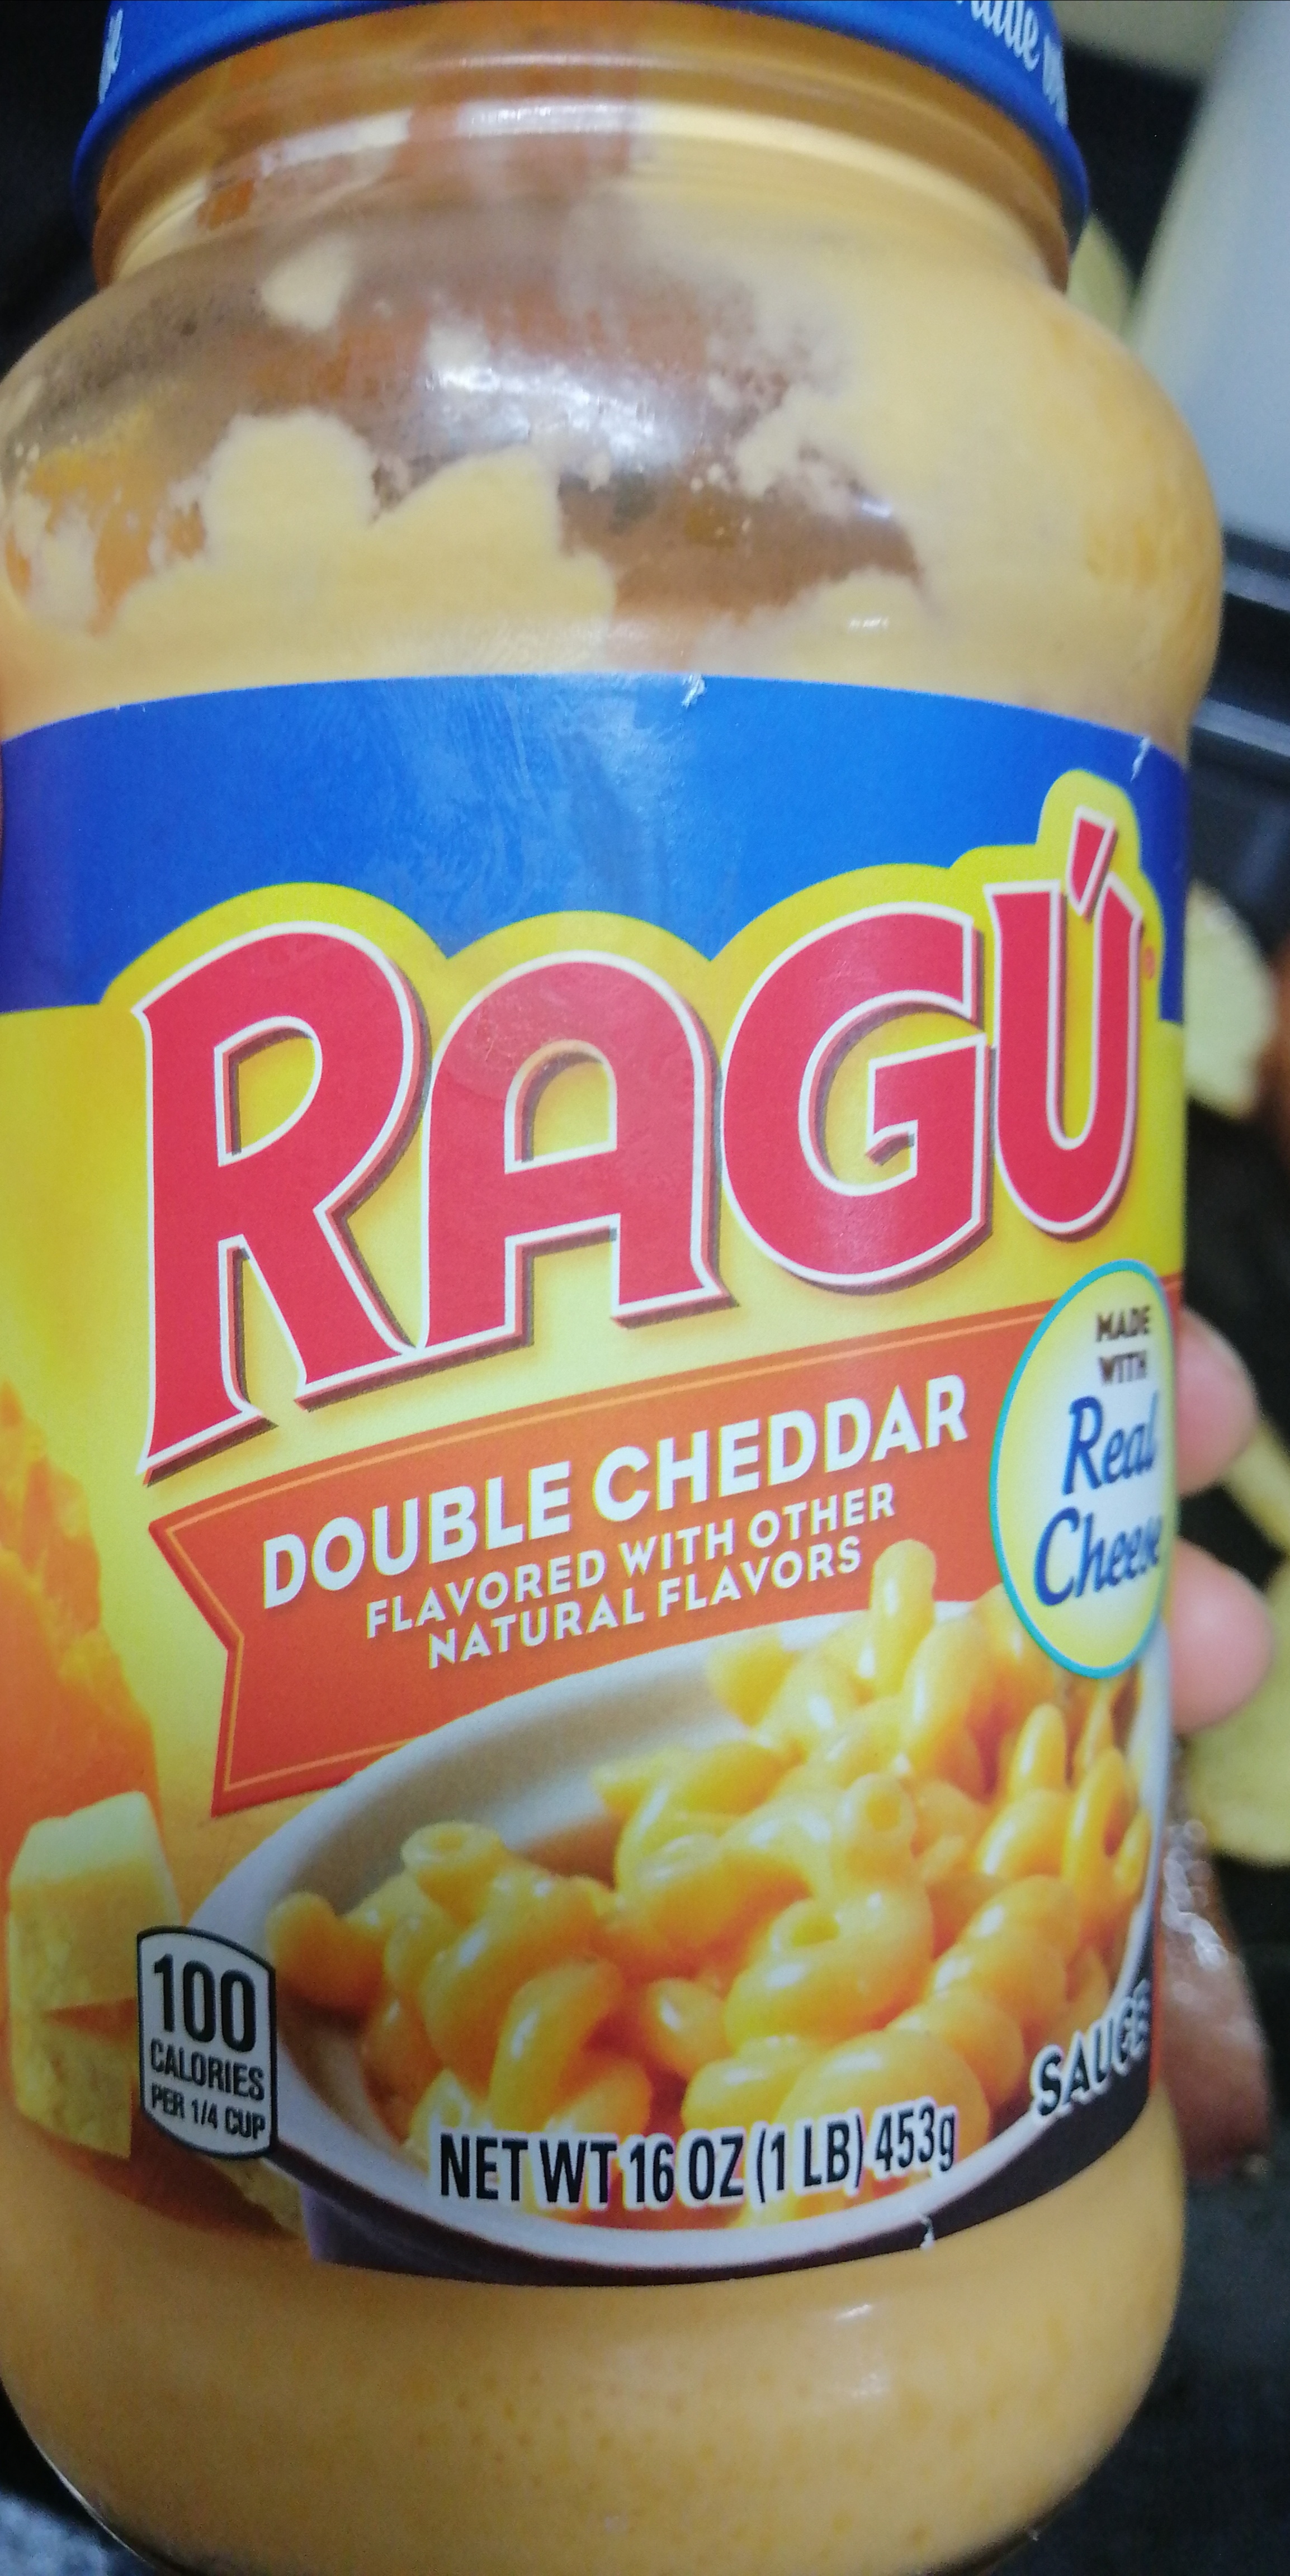 RAGÚ
DOUBLE CHEDDAR
FLAVORED WITH OTHER
NATURAL FLAVORS
MADE
WITH
Real
Cheese
100
CALORIES
PER 1/4 CUP
SAUCE
NET WT 16 OZ (1 LB) 453g